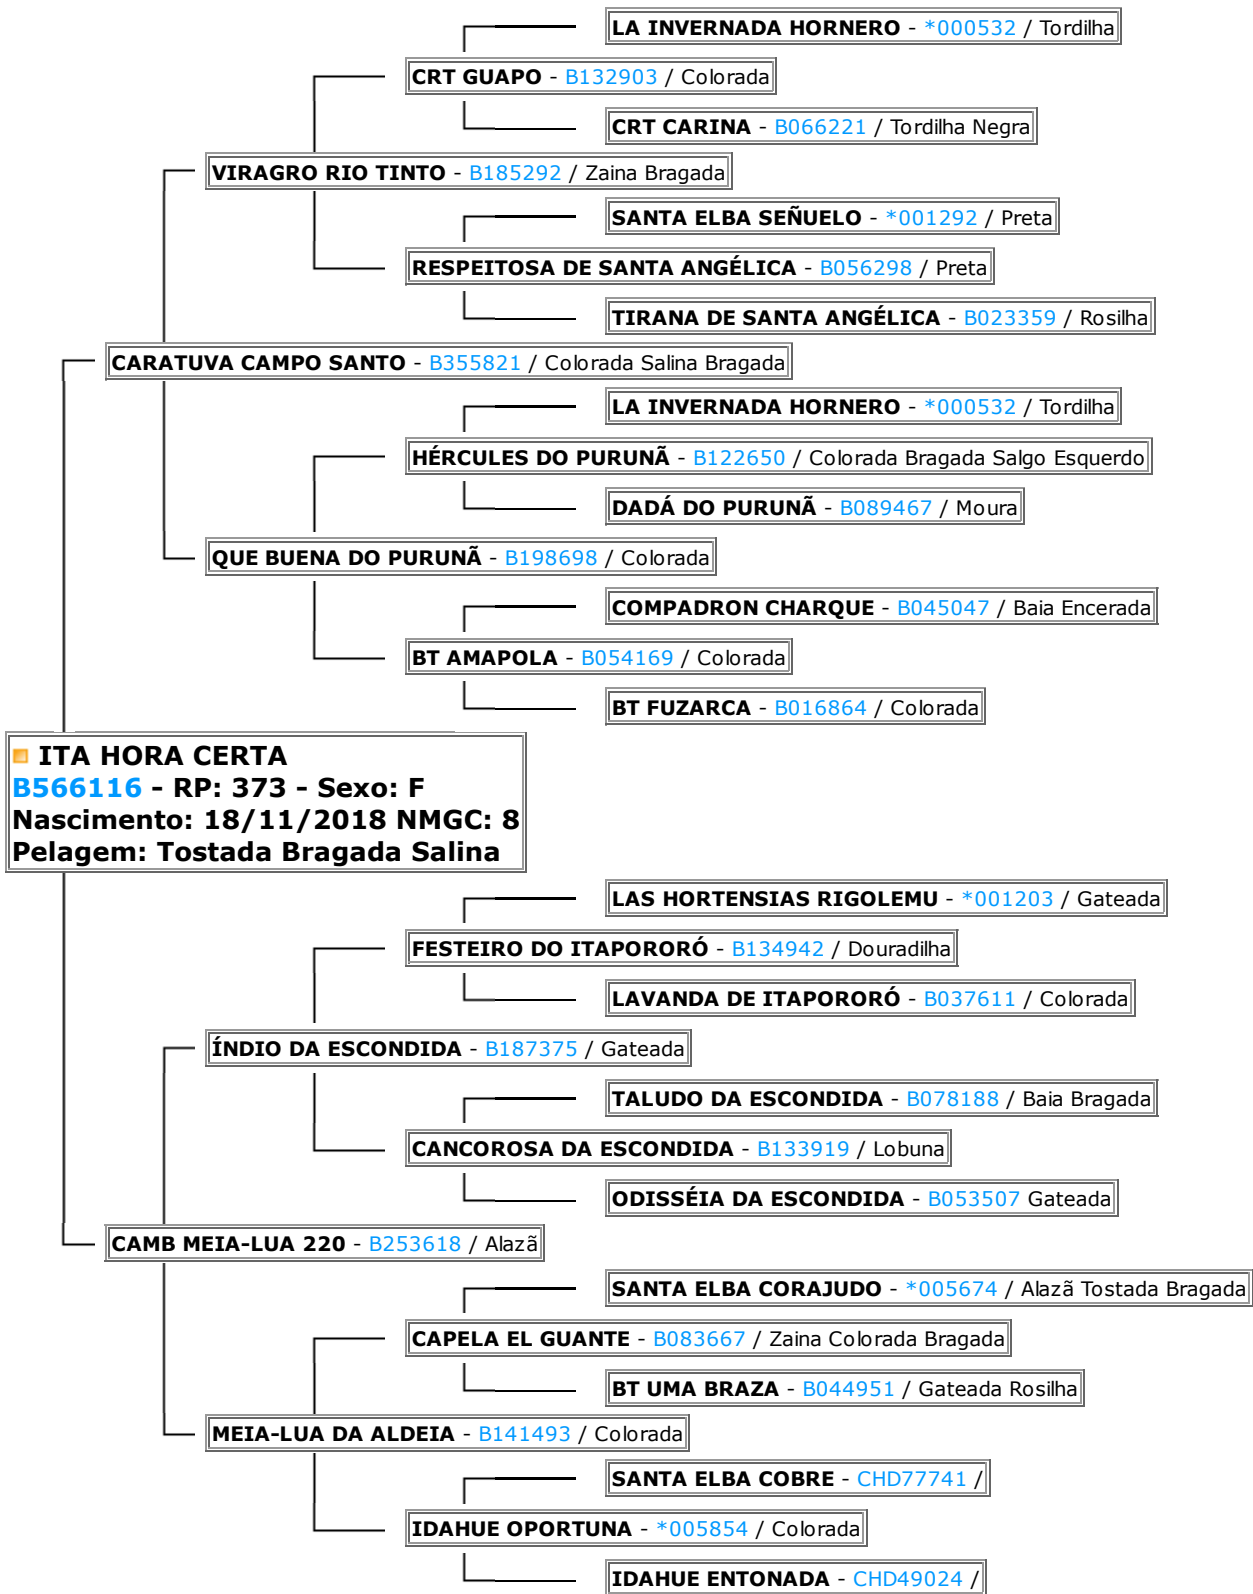 LA INVERNADA HORNERO - *000532 / Tordilha
CRT GUAPO - B132903 / Colorada
CRT CARINA - B066221 / Tordilha Negra
VIRAGRO RIO TINTO - B185292 / Zaina Bragada
SANTA ELBA SEÑUELO - *001292 / Preta
RESPEITOSA DE SANTA ANGÉLICA - B056298 / Preta
TIRANA DE SANTA ANGÉLICA - B023359 / Rosilha
CARATUVA CAMPO SANTO - B355821 / Colorada Salina Bragada
LA INVERNADA HORNERO - *000532 / Tordilha
HÉRCULES DO PURUNÃ - B122650 / Colorada Bragada Salgo Esquerdo
DADÁ DO PURUNÃ - B089467 / Moura
QUE BUENA DO PURUNÃ - B198698 / Colorada
COMPADRON CHARQUE - B045047 / Baia Encerada
BT AMAPOLA - B054169 / Colorada
BT FUZARCA - B016864 / Colorada
ITA HORA CERTA
B566116 - RP: 373 - Sexo: F
Nascimento: 18/11/2018 NMGC: 8
Pelagem: Tostada Bragada Salina
LAS HORTENSIAS RIGOLEMU - *001203 / Gateada
FESTEIRO DO ITAPORORÓ - B134942 / Douradilha
LAVANDA DE ITAPORORÓ - B037611 / Colorada
ÍNDIO DA ESCONDIDA - B187375 / Gateada
TALUDO DA ESCONDIDA - B078188 / Baia Bragada
CANCOROSA DA ESCONDIDA - B133919 / Lobuna
ODISSÉIA DA ESCONDIDA - B053507 Gateada
CAMB MEIA-LUA 220 - B253618 / Alazã
SANTA ELBA CORAJUDO - *005674 / Alazã Tostada Bragada
CAPELA EL GUANTE - B083667 / Zaina Colorada Bragada
BT UMA BRAZA - B044951 / Gateada Rosilha
MEIA-LUA DA ALDEIA - B141493 / Colorada
SANTA ELBA COBRE - CHD77741 /
IDAHUE OPORTUNA - *005854 / Colorada
IDAHUE ENTONADA - CHD49024 /